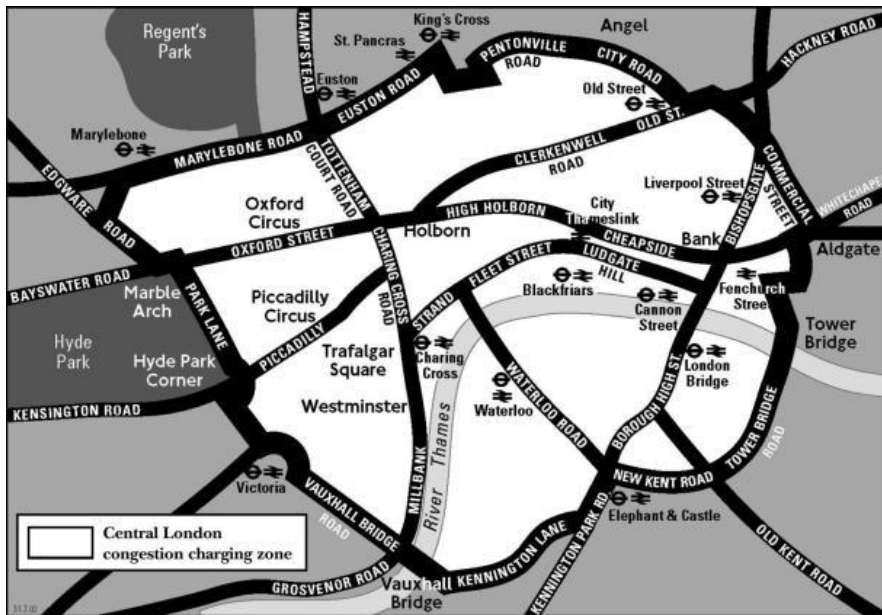 Regent's
Park
HAMPSTEAD
King's Cross
St. Pancras
Angel
PENTONVILLE
ROAD
CITY ROAD
HACKNEY ROAD
Euston
EUSTON ROAD
Old Street
OLD ST.
Marylebone
MARYLEBONE ROAD
TOTTENHAM
COURT ROAD
CLERKENWELL
ROAD
COMMERCIAL
STREET
EDGWARE
ROAD
Liverpool Street
BISHOPSGATE
WHITECHAPEL
ROAD
Oxford
Circus
OXFORD STREET
Holborn
HIGH HOLBORN
City
Thameslink
CHEAPSIDE
Bank
Aldgate
BAYSWATER ROAD
Marble
Arch
PARK LANE
CHARING CROSS
ROAD
STRAND
FLEET STREET
LUDGATE
HILL
Blackfriars
Cannon
Street
Fenchurch
Street
Piccadilly
Circus
PICCADILLY
Hyde
Park
Hyde Park
Corner
Trafalgar
Square
Charing
Cross
Tower
Bridge
London
Bridge
KENSINGTON ROAD
Westminster
Waterloo
WATERLOO ROAD
BOROUGH HIGH ST.
TOWER BRIDGE
ROAD
Victoria
VAUXHALL BRIDGE
ROAD
MILLBANK
River Thames
NEW KENT ROAD
Elephant & Castle
OLD KENT ROAD
Central London
congestion charging zone
GROSVENOR ROAD
Vauxhall
Bridge
KENNINGTON LANE
KENNINGTON PARK RD
31.7.02